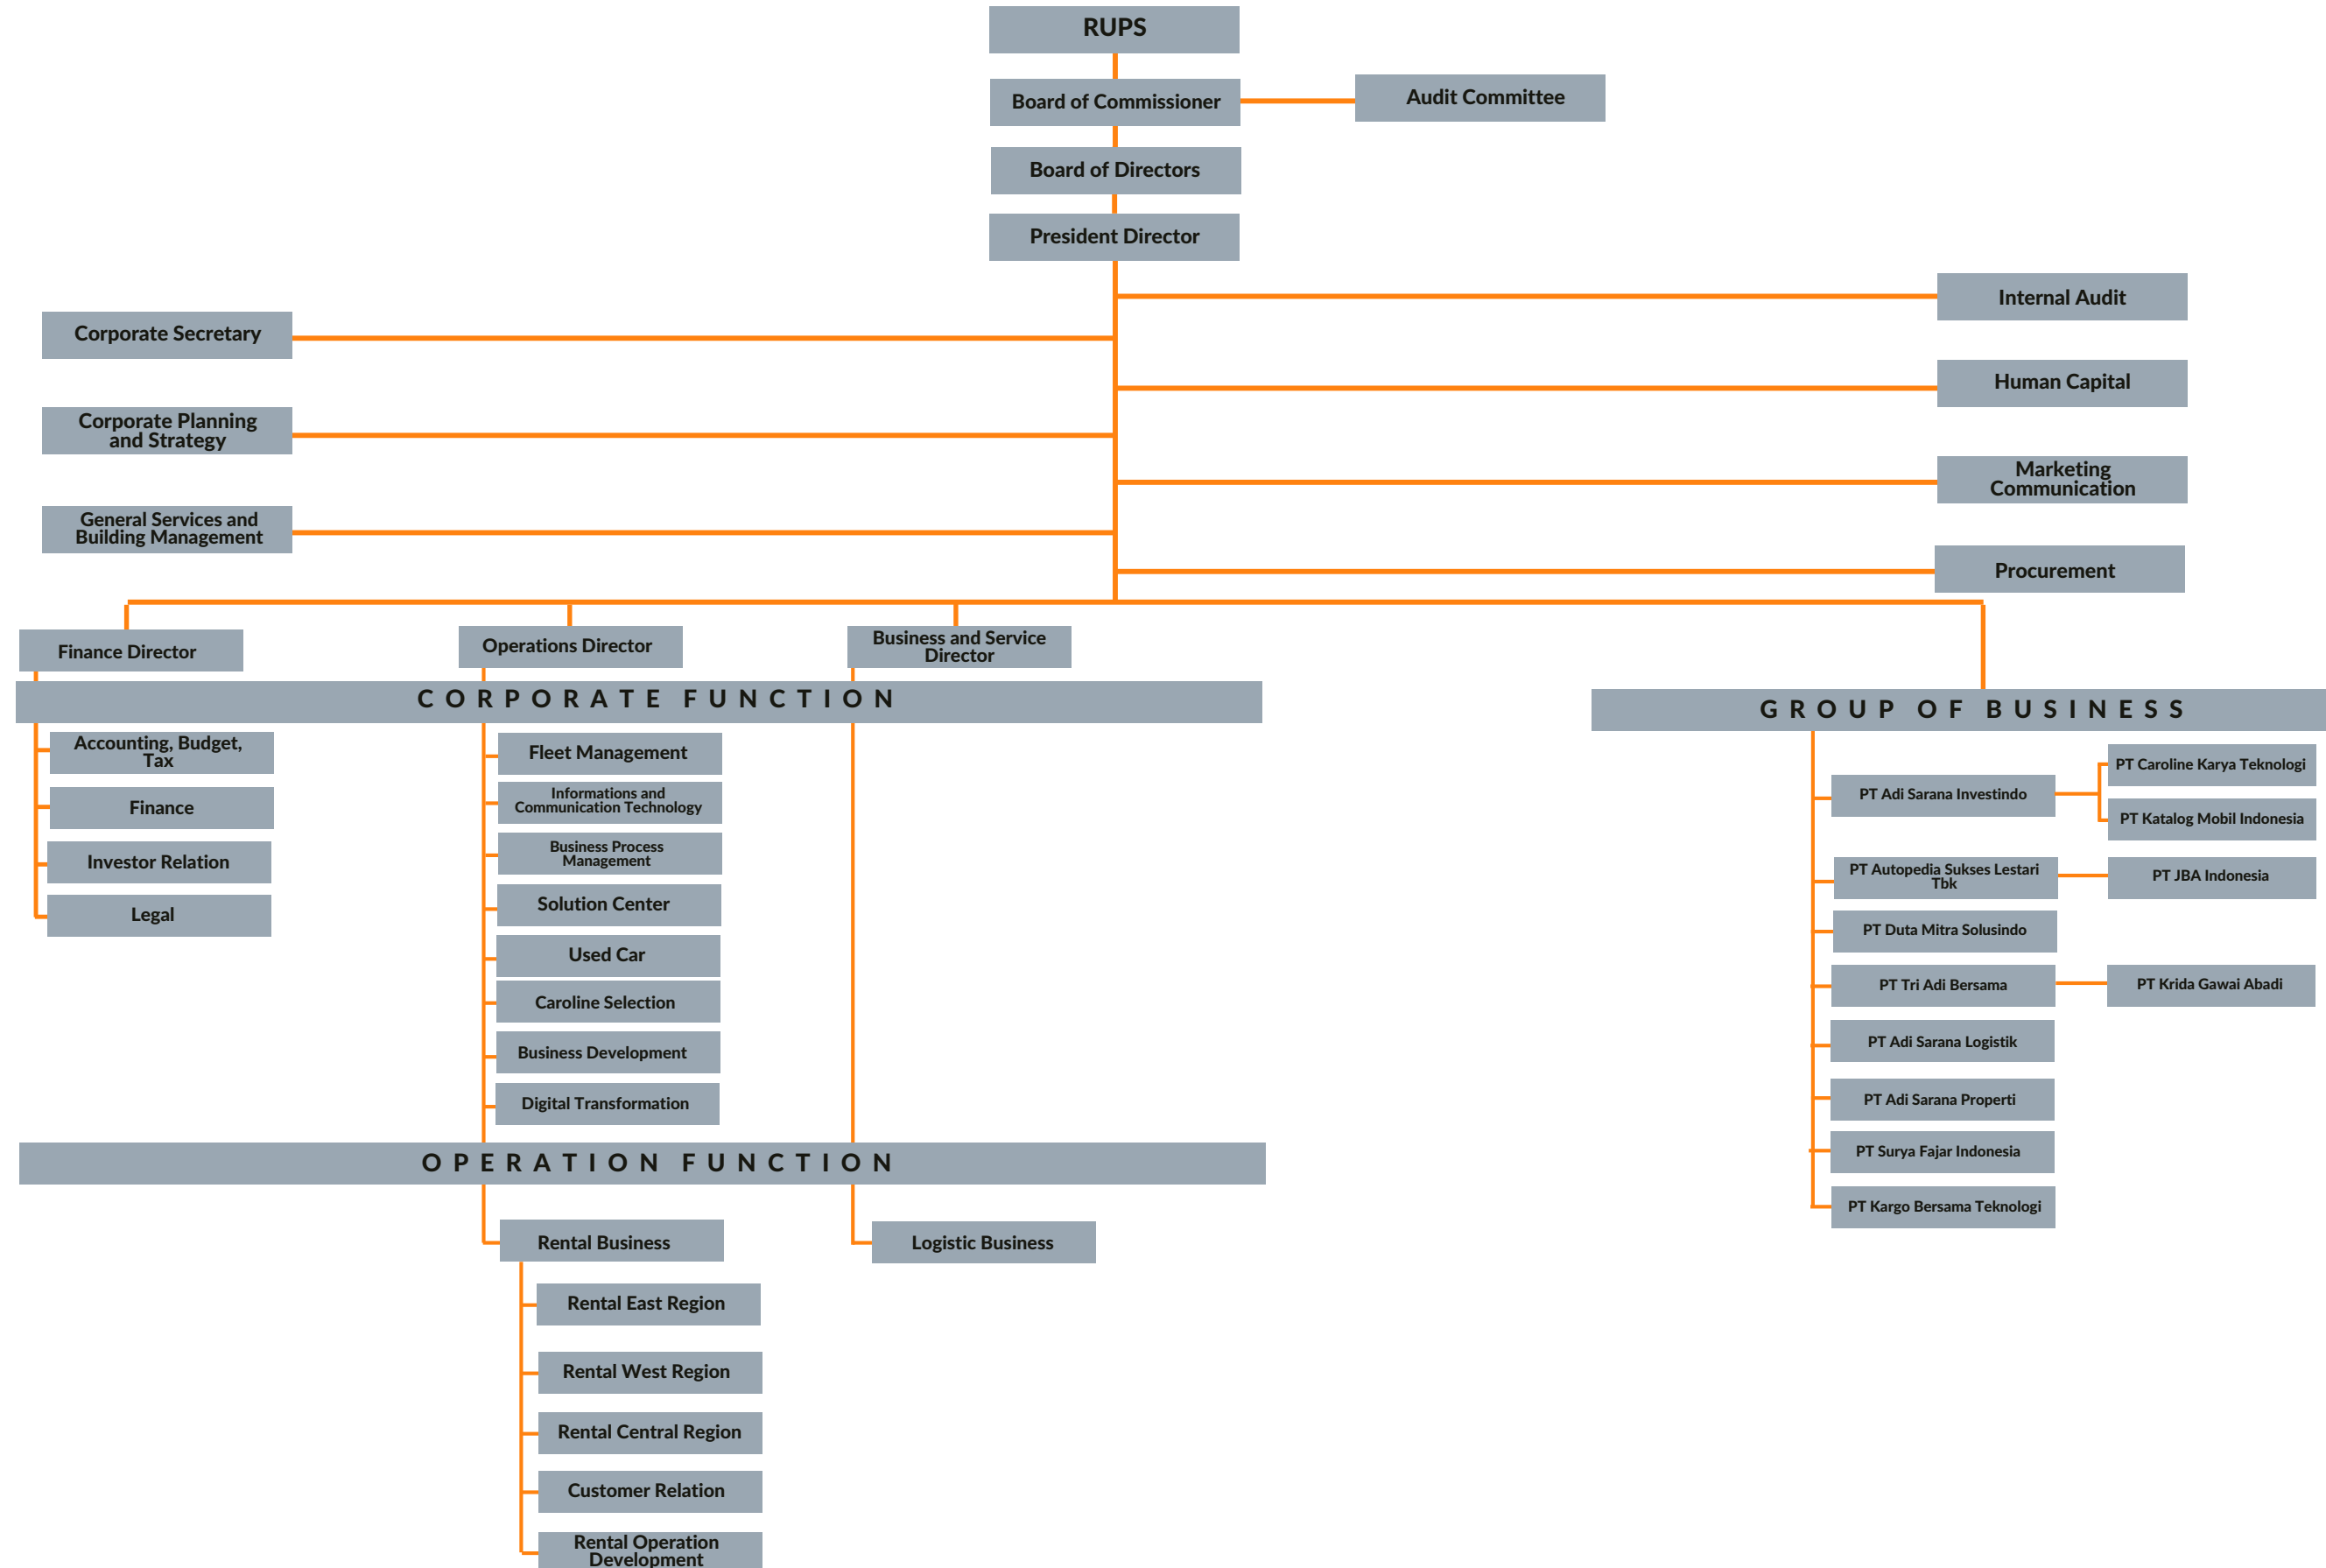 RUPS
Board of Commissioner
Audit Committee
Board of Directors
President Director
Internal Audit
Corporate Secretary
Human Capital
Corporate Planning
and Strategy
Marketing
Communication
General Services and
Building Management
Procurement
Finance Director
Operations Director
Business and Service
Director
CORPORATE FUNCTION
GROUP OF BUSINESS
Accounting, Budget,
Tax
Finance
Investor Relation
Legal
Fleet Management
Informations and
Communication Technology
Business Process
Management
Solution Center
Used Car
Caroline Selection
Business Development
Digital Transformation
PT Adi Sarana Investindo
PT Caroline Karya Teknologi
PT Katalog Mobil Indonesia
PT Autopedia Sukses Lestari
Tbk
PT JBA Indonesia
PT Duta Mitra Solusindo
PT Tri Adi Bersama
PT Krida Gawai Abadi
PT Adi Sarana Logistik
PT Adi Sarana Properti
PT Surya Fajar Indonesia
PT Kargo Bersama Teknologi
OPERATION FUNCTION
Rental Business
Logistic Business
Rental East Region
Rental West Region
Rental Central Region
Customer Relation
Rental Operation
Development